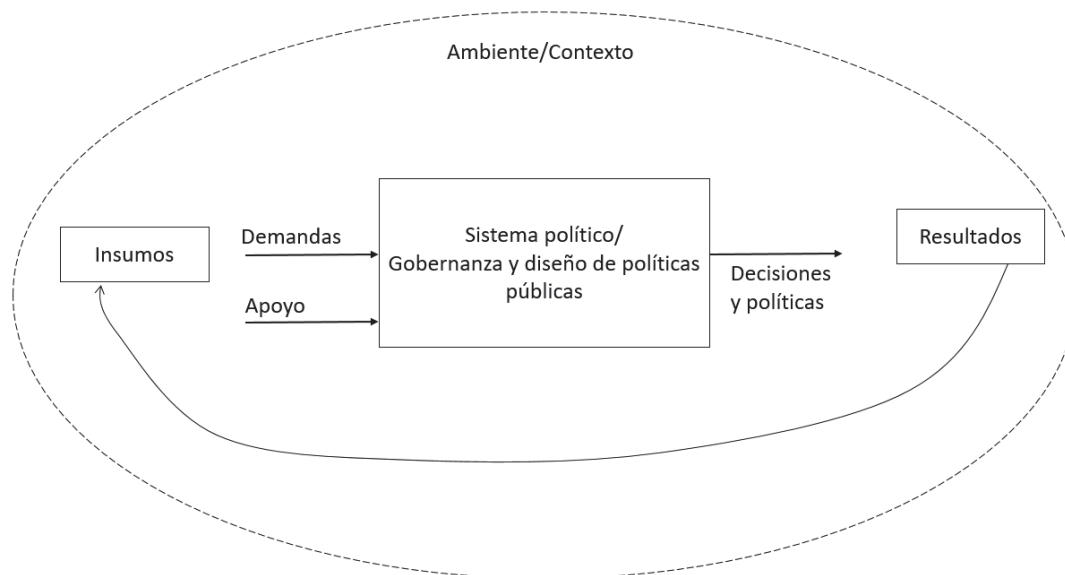 Ambiente/Contexto
Insumos
Demandas
Apoyo
Sistema político/
Gobernanza y diseño de políticas
públicas
Decisiones
y políticas
Resultados